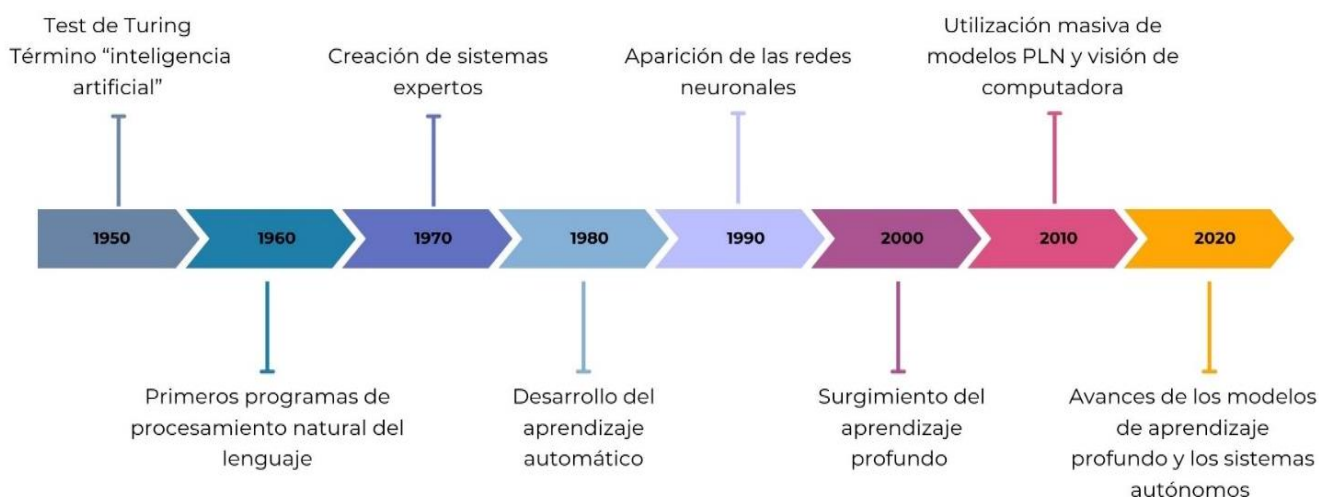 Test de Turing
Término “inteligencia
artificial”
Creación de sistemas
expertos
Aparición de las redes
neuronales
Utilización masiva de
modelos PLN y visión de
computadora
1950
1960
1970
1980
1990
2000
2010
2020
Primeros programas de
procesamiento natural del
lenguaje
Desarrollo del
aprendizaje
automático
Surgimiento del
aprendizaje
profundo
Avances de los modelos
de aprendizaje
profundo y los sistemas
autónomos